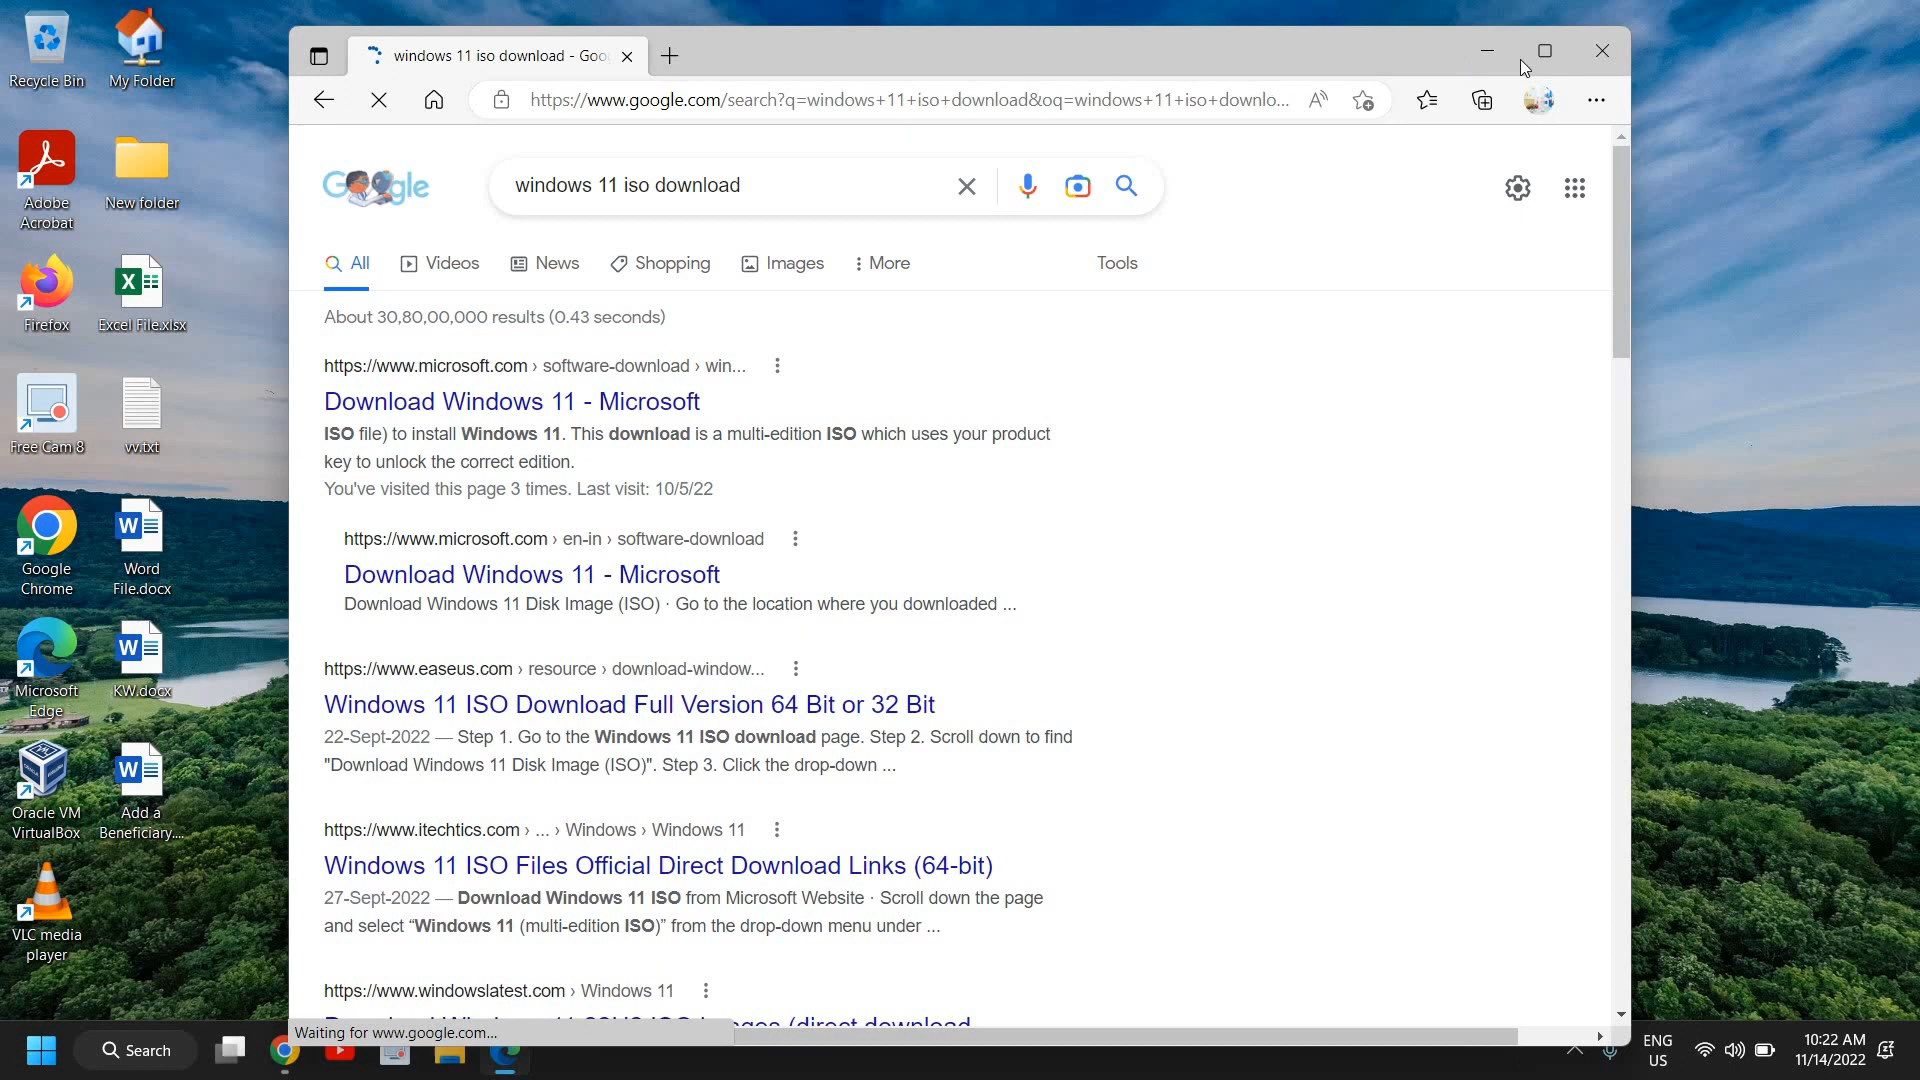 Recycle Bin
My Folder
Adobe
Acrobat
New folder
Firefox
Excel File.xlsx
Free Cam 8
vv.txt
Google
Chrome
Word
File.docx
Microsoft
Edge
KW.docx
Oracle VM
VirtualBox
Add a
Beneficiary....
VLC media
player
windows 11 iso download - Goo
https://www.google.com/search?q=windows+11+iso+download&oq=windows+11+iso+downlo...
Google
windows 11 iso download
All
Videos
News
Shopping
Images
More
Tools
About 30,80,00,000 results (0.43 seconds)
https://www.microsoft.com › software-download › win...
Download Windows 11 - Microsoft
ISO file) to install Windows 11. This download is a multi-edition ISO which uses your product
key to unlock the correct edition.
You've visited this page 3 times. Last visit: 10/5/22
https://www.microsoft.com › en-in › software-download
Download Windows 11 - Microsoft
Download Windows 11 Disk Image (ISO) · Go to the location where you downloaded ...
https://www.easeus.com › resource › download-window...
Windows 11 ISO Download Full Version 64 Bit or 32 Bit
22-Sept-2022 — Step 1. Go to the Windows 11 ISO download page. Step 2. Scroll down to find
"Download Windows 11 Disk Image (ISO)". Step 3. Click the drop-down ...
https://www.itechtics.com › ... › Windows › Windows 11
Windows 11 ISO Files Official Direct Download Links (64-bit)
27-Sept-2022 — Download Windows 11 ISO from Microsoft Website · Scroll down the page
and select “Windows 11 (multi-edition ISO)” from the drop-down menu under ...
https://www.windowslatest.com › Windows 11
(direct download
Waiting for www.google.com...
Search
ENG
US
10:22 AM
11/14/2022